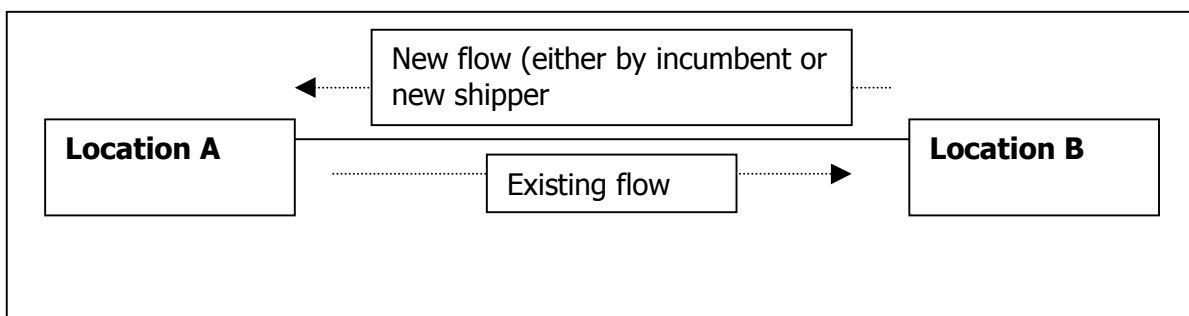 New flow (either by incumbent or
new shipper
Location A
Location B
Existing flow